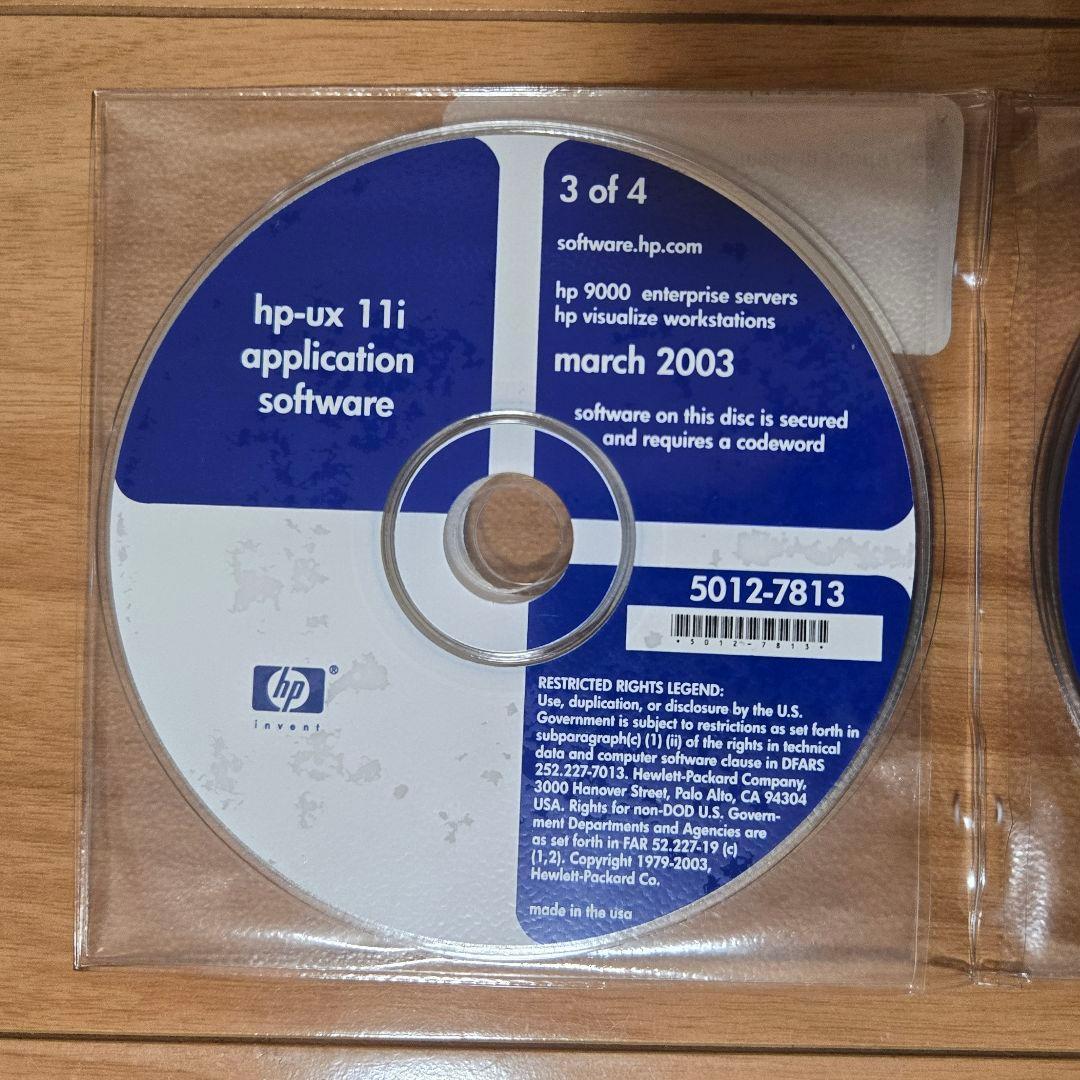 hp-ux 11i
application
software
3 of 4
software.hp.com
hp 9000 enterprise servers
hp visualize workstations
march 2003
software on this disc is secured
and requires a codeword
5012-7813
*5012-7813*
hp®
invent
RESTRICTED RIGHTS LEGEND:
Use, duplication, or disclosure by the U.S.
Government is subject to restrictions as set forth in
subparagraph(c) (1) (ii) of the rights in technical
data and computer software clause in DFARS
252.227-7013. Hewlett-Packard Company,
3000 Hanover Street, Palo Alto, CA 94304
USA. Rights for non-DOD U.S. Govern-
ment Departments and Agencies are
as set forth in FAR 52.227-19 (c)
(1,2). Copyright 1979-2003,
Hewlett-Packard Co.
made in the usa